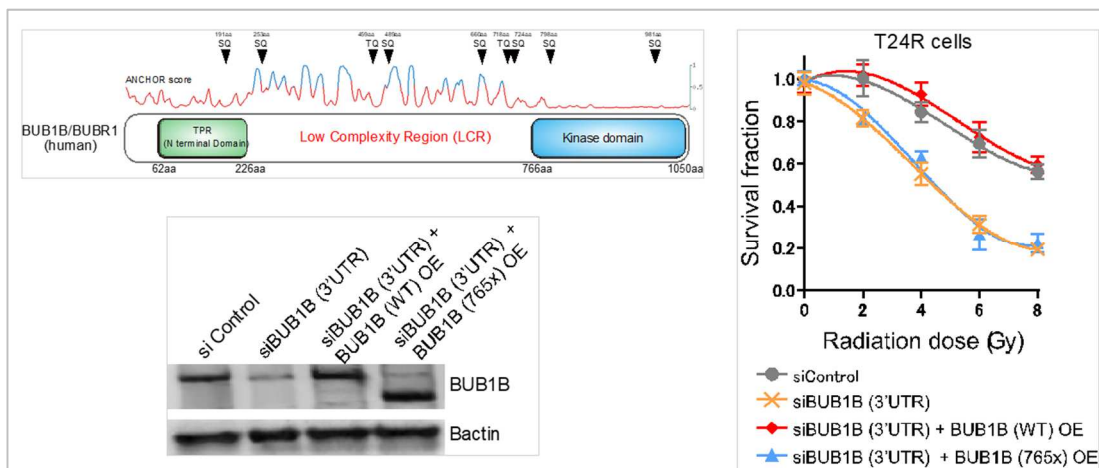 191aa 253aa 459aa 485aa 660aa 718aa 724aa 798aa 981aa
SQ SQ TQ SQ SQ TQ SQ SQ SQ
ANCHOR score
1
0.5
0
BUB1B/BUBR1
(human)
TPR
(N terminal Domain)
Low Complexity Region (LCR)
Kinase domain
62aa 226aa 766aa 1050aa
si Control
siBUB1B (3'UTR)
siBUB1B (3'UTR) +
BUB1B (WT) OE
siBUB1B (3'UTR) +
BUB1B (765x) OE
BUB1B
Bactin
T24R cells
Survival fraction
1.0
0.8
0.6
0.4
0.2
0.0
0 2 4 6 8
Radiation dose (Gy)
siControl
siBUB1B (3'UTR)
siBUB1B (3'UTR) + BUB1B (WT) OE
siBUB1B (3'UTR) + BUB1B (765x) OE